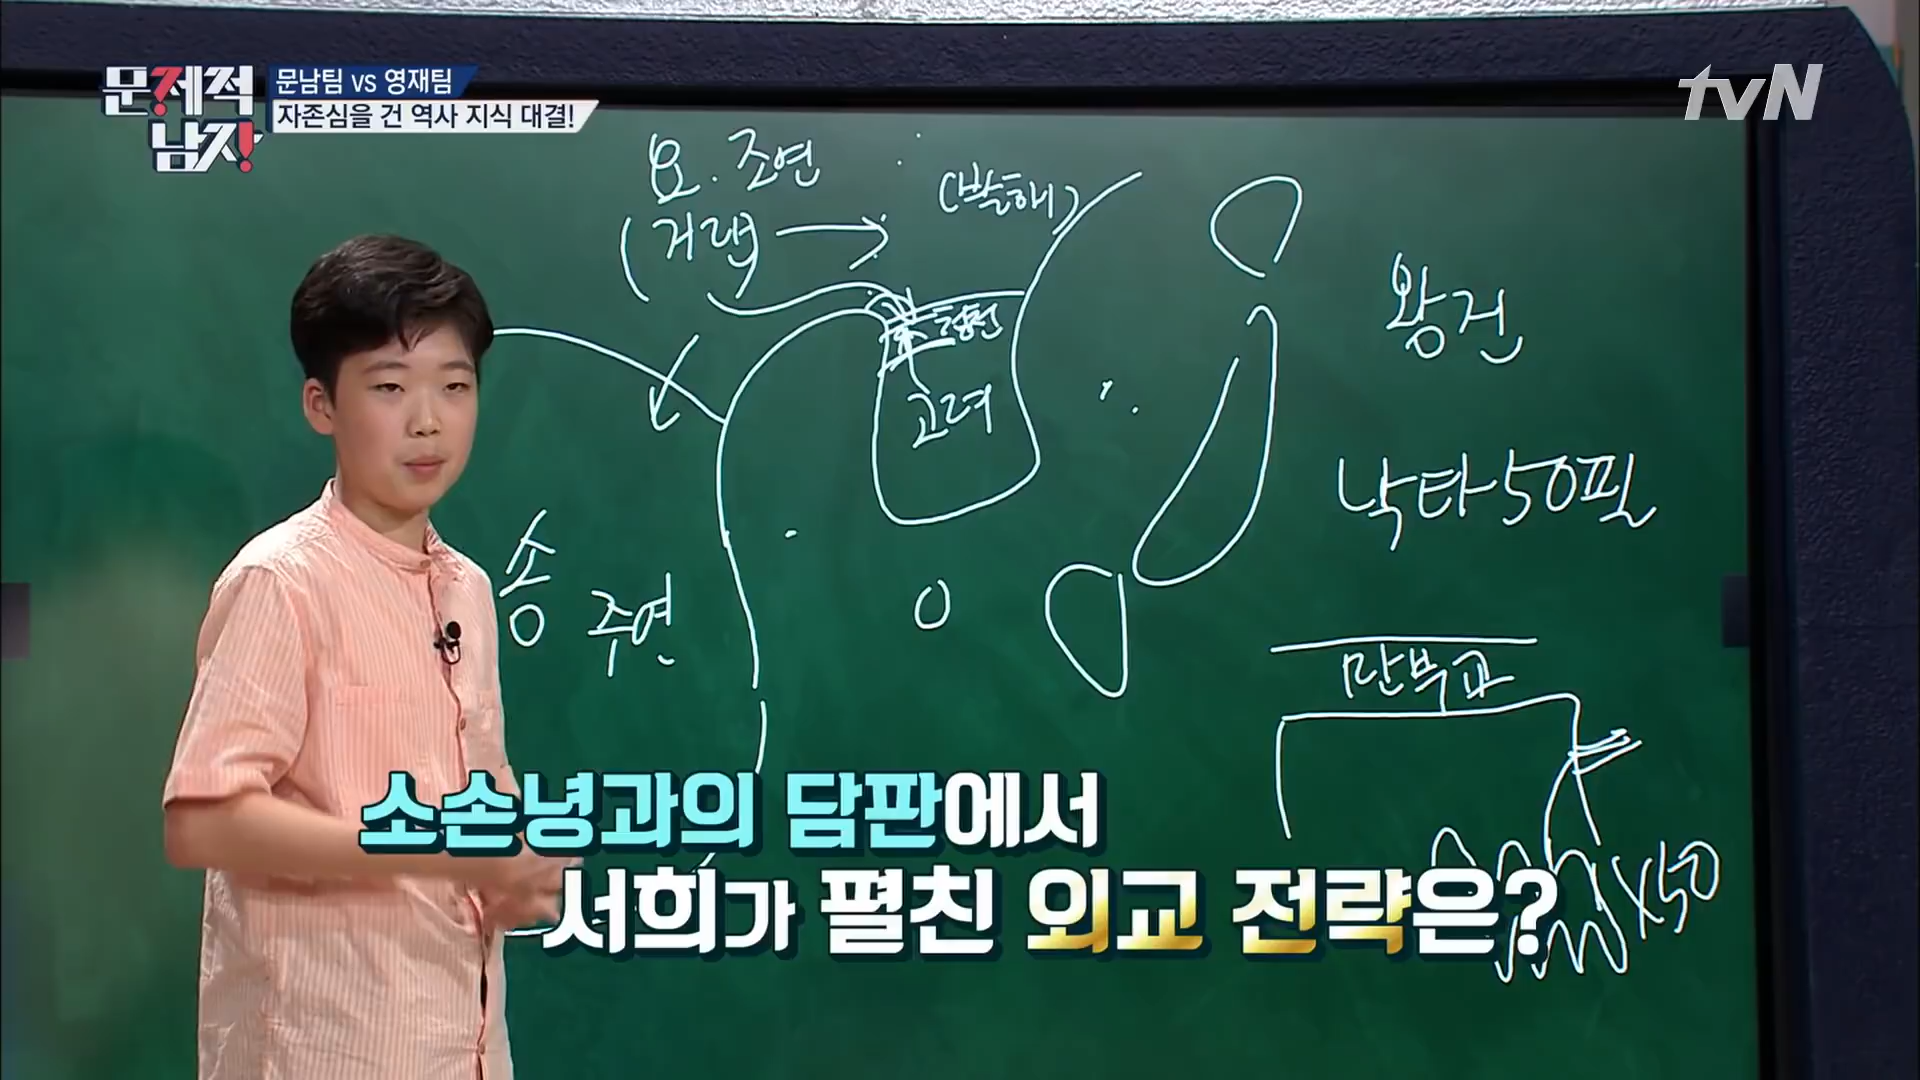 문제적
남자
문남팀 vs 영재팀
자존심을 건 역사 지식 대결!
tvN
요. 조연
(거란)
(발해)
고려
왕건
낙타50필
송
주연
만부교
x50
소손녕과의 담판에서
서희가 펼친 외교 전략은?